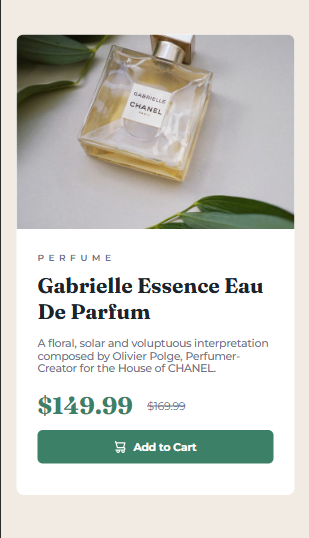 GABRIELLE
CHANEL
PARIS
PERFUME
Gabrielle Essence Eau
De Parfum
A floral, solar and voluptuous interpretation
composed by Olivier Polge, Perfumer-
Creator for the House of CHANEL.
$149.99 $169.99
Add to Cart